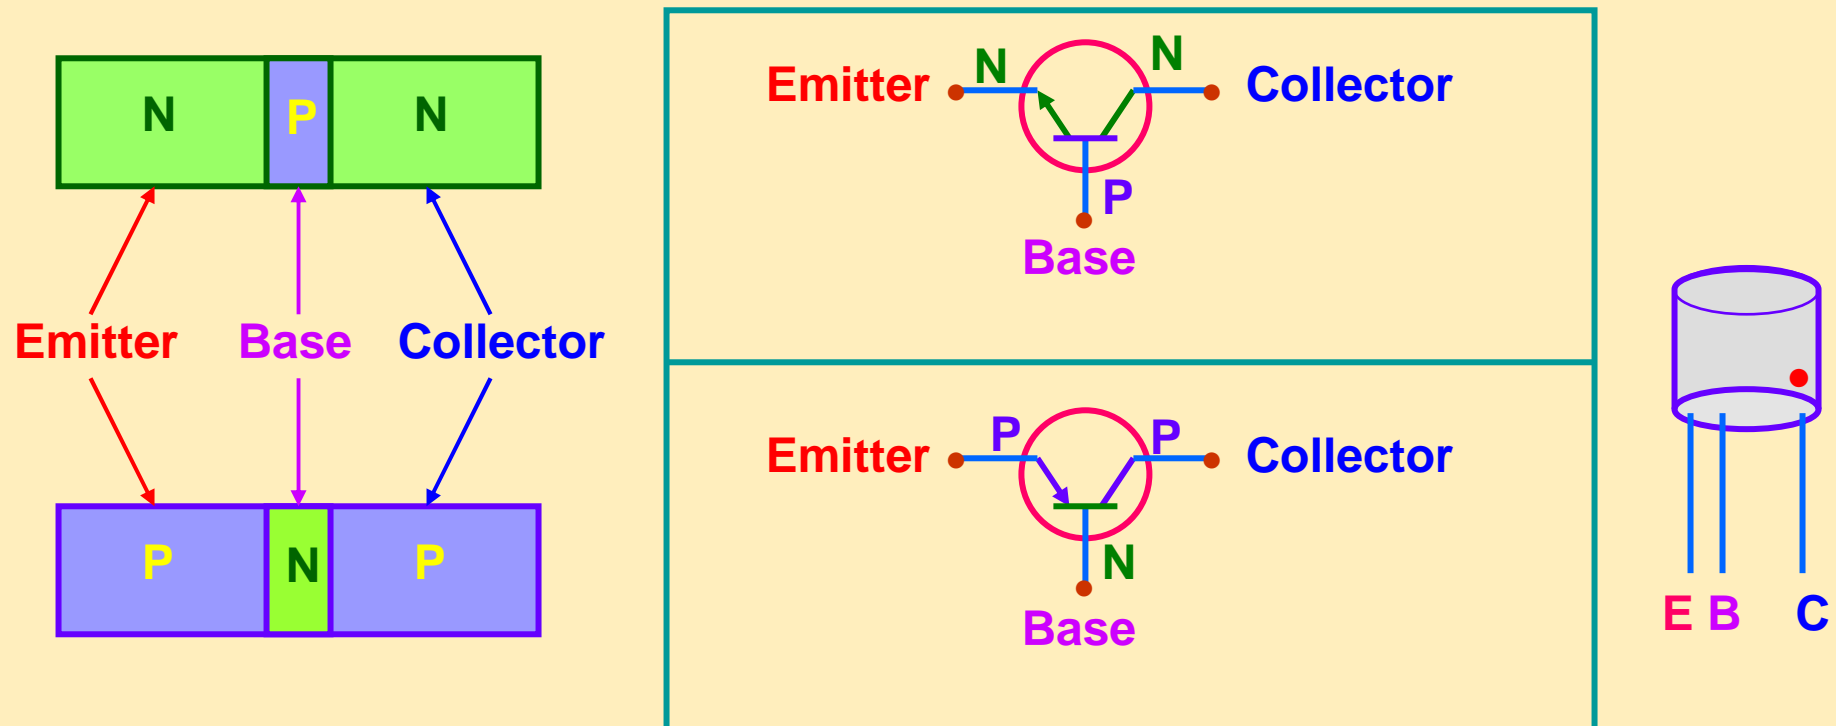 N P N
Emitter Base Collector
P N P
N N
Emitter Collector
P
Base
P P
Emitter Collector
N
Base
E B C